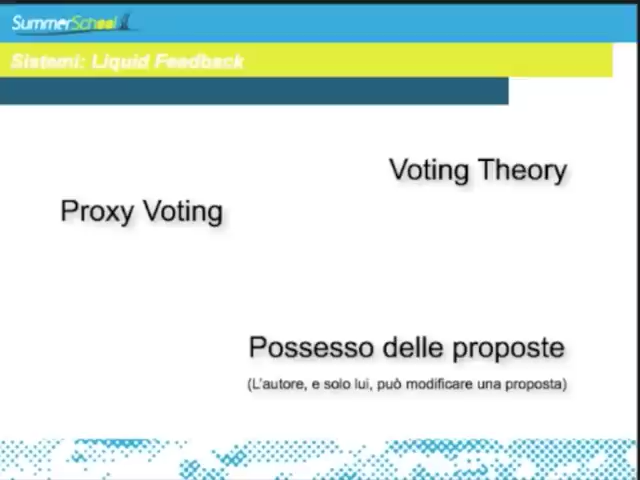 SummerSchool
Sistemi: Liquid Feedback
Voting Theory
Proxy Voting
Possesso delle proposte
(L'autore, e solo lui, può modificare una proposta)